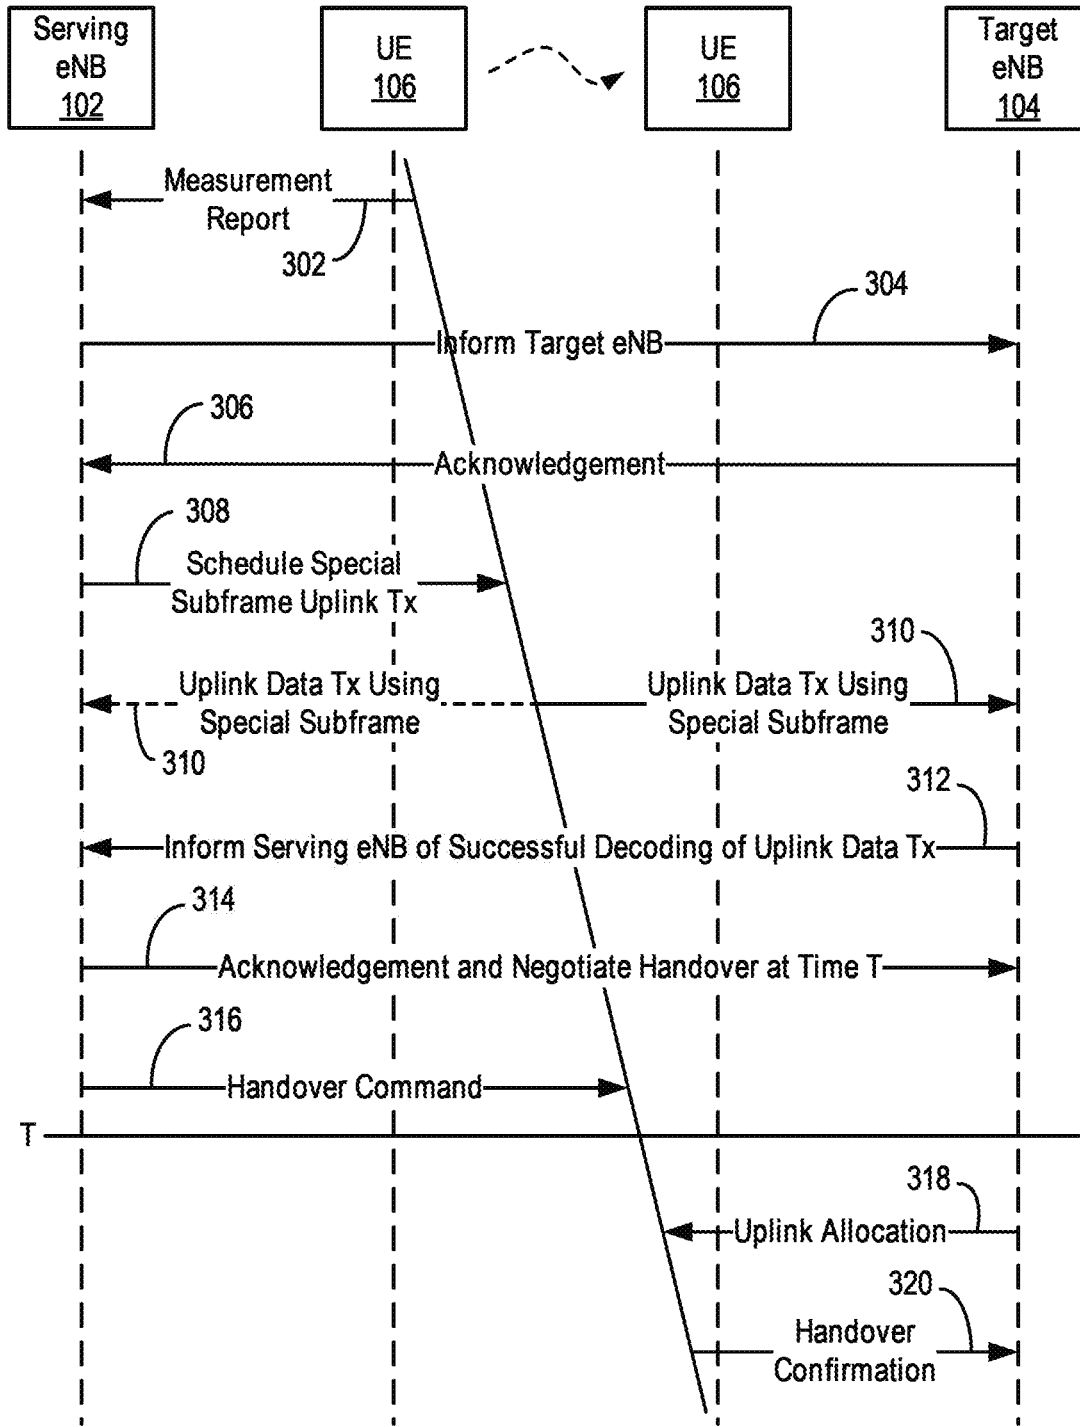 Serving
eNB
102
UE
106
UE
106
Target
eNB
104
Measurement
Report
302
304
Inform Target eNB
306
Acknowledgement
308
Schedule Special
Subframe Uplink Tx
310
Uplink Data Tx Using
Special Subframe
Uplink Data Tx Using
Special Subframe
310
312
Inform Serving eNB of Successful Decoding of Uplink Data Tx
314
Acknowledgement and Negotiate Handover at Time T
316
Handover Command
T
318
Uplink Allocation
320
Handover
Confirmation